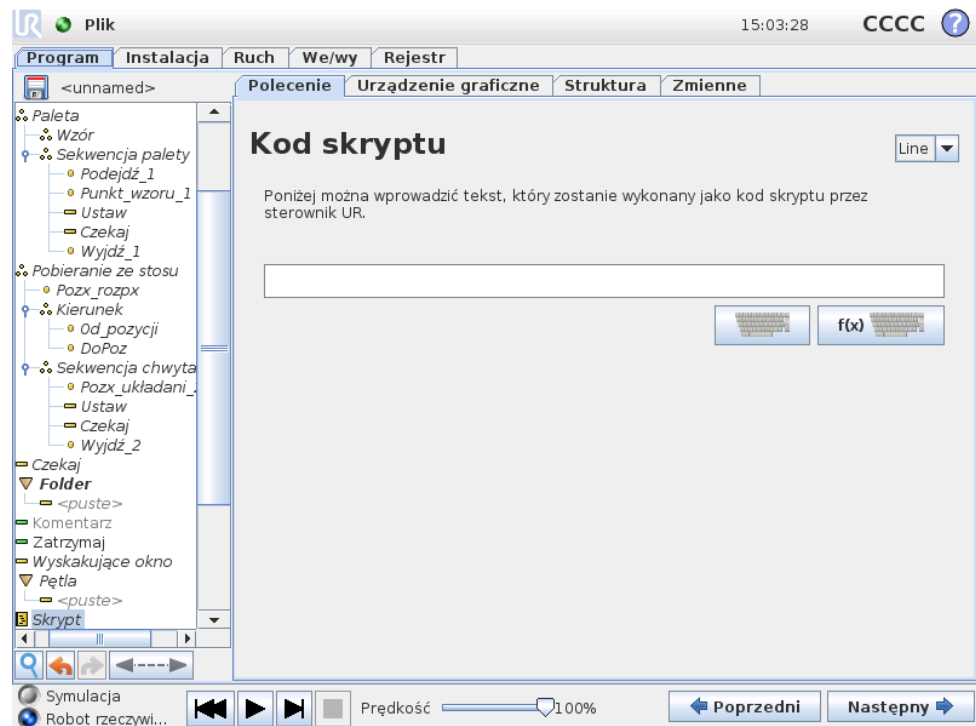 UR
Plik
15:03:28
CCCC
?
Program
Instalacja
Ruch
We/wy
Rejestr
<unnamed>
Polecenie
Urządzenie graficzne
Struktura
Zmienne
Paleta
Wzór
Sekwencja palety
Podejdź_1
Punkt_wzoru_1
Ustaw
Czekaj
Wyjdź_1
Pobieranie ze stosu
Pozx_rozpx
Kierunek
Od_pozycji
DoPoz
Sekwencja chwyta
Pozx_układani_2
Ustaw
Czekaj
Wyjdź_2
Czekaj
Folder
<puste>
Komentarz
Zatrzymaj
Wyskakujące okno
Pętla
<puste>
Skrypt
Kod skryptu
Line
Poniżej można wprowadzić tekst, który zostanie wykonany jako kod skryptu przez
sterownik UR.
f(x)
Symulacja
Robot rzeczywi...
Prędkość
100%
Poprzedni
Następny